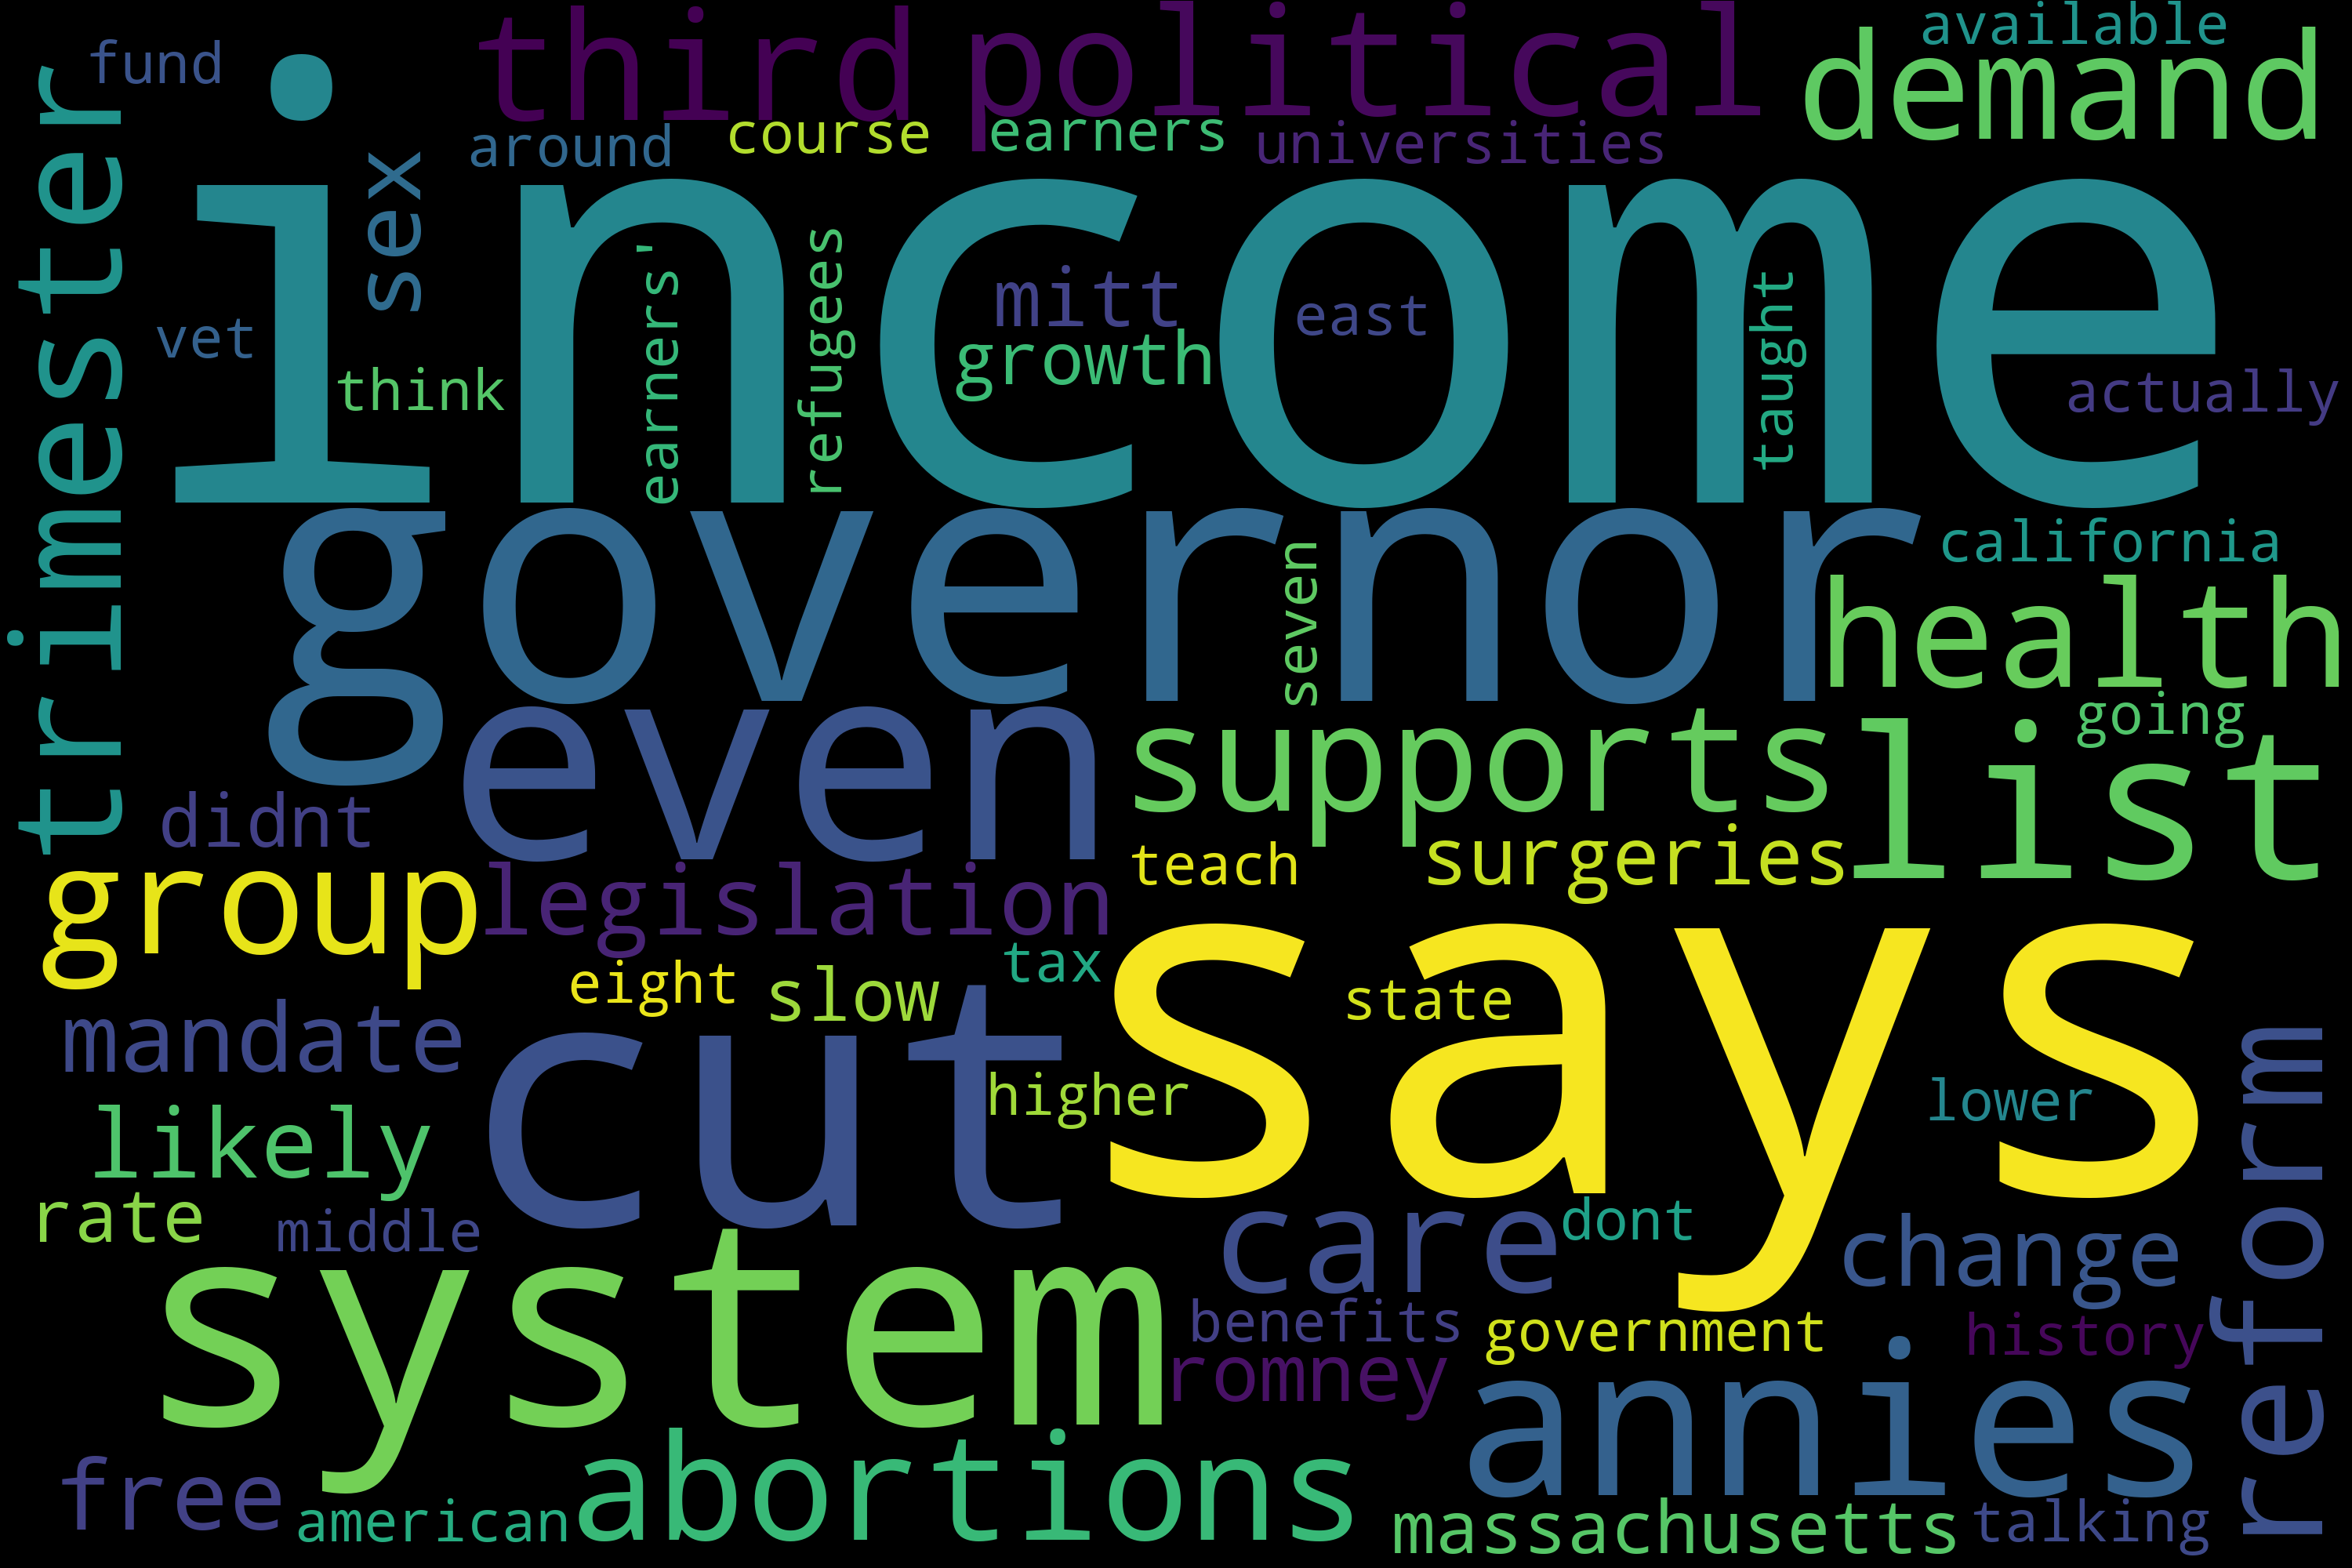 fund
third
political
demand
available
trimester
around
course
earners
universities
sex
income
earners'
refugees
mitt
east
taught
vet
growth
think
actually
governor
california
seven
health
even
supports
going
list
didnt
teach
surgeries
group
legislation
says
tax
eight
slow
state
mandate
cut
higher
lower
reform
likely
rate
middle
care
dont
change
system
benefits
government
history
romney
annies
free
american
abortions
massachusetts
talking